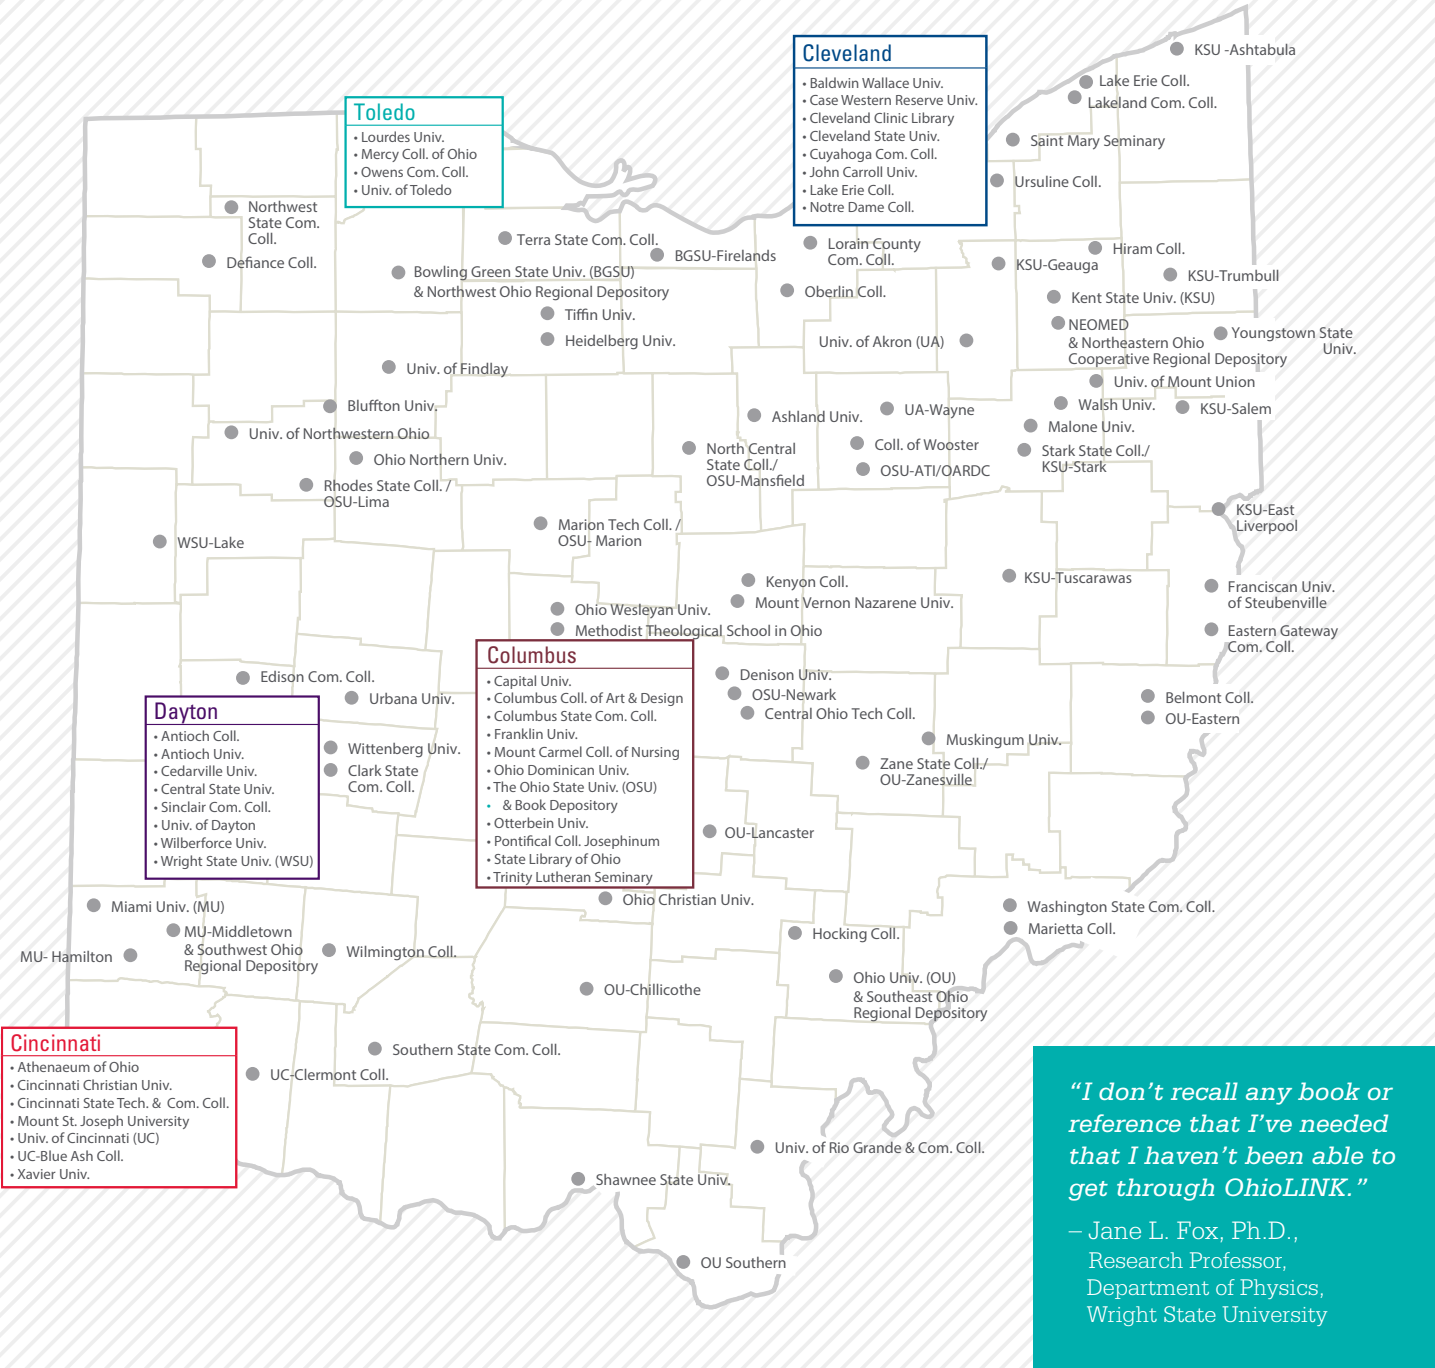 KSU -Ashtabula
Cleveland
• Baldwin Wallace Univ.
• Case Western Reserve Univ.
• Cleveland Clinic Library
• Cleveland State Univ.
• Cuyahoga Com. Coll.
• John Carroll Univ.
• Lake Erie Coll.
• Notre Dame Coll.
Lake Erie Coll.
Lakeland Com. Coll.
Saint Mary Seminary
Ursuline Coll.
Toledo
• Lourdes Univ.
• Mercy Coll. of Ohio
• Owens Com. Coll.
• Univ. of Toledo
Northwest
State Com.
Coll.
Defiance Coll.
Terra State Com. Coll.
BGSU-Firelands
Bowling Green State Univ. (BGSU)
& Northwest Ohio Regional Depository
Tiffin Univ.
Heidelberg Univ.
Lorain County
Com. Coll.
Oberlin Coll.
KSU-Geauga
Hiram Coll.
KSU-Trumbull
Kent State Univ. (KSU)
NEOMED
& Northeastern Ohio
Cooperative Regional Depository
Youngstown State
Univ.
Univ. of Akron (UA)
Univ. of Findlay
Univ. of Mount Union
Bluffton Univ.
Ashland Univ.
UA-Wayne
Walsh Univ.
KSU-Salem
Malone Univ.
Univ. of Northwestern Ohio
Ohio Northern Univ.
North Central
State Coll./
OSU-Mansfield
Coll. of Wooster
OSU-ATI/OARDC
Stark State Coll./
KSU-Stark
Rhodes State Coll. /
OSU-Lima
KSU-East
Liverpool
WSU-Lake
Marion Tech Coll. /
OSU- Marion
Kenyon Coll.
KSU-Tuscarawas
Franciscan Univ.
of Steubenville
Mount Vernon Nazarene Univ.
Ohio Wesleyan Univ.
Methodist Theological School in Ohio
Eastern Gateway
Com. Coll.
Columbus
• Capital Univ.
• Columbus Coll. of Art & Design
• Columbus State Com. Coll.
• Franklin Univ.
• Mount Carmel Coll. of Nursing
• Ohio Dominican Univ.
• The Ohio State Univ. (OSU)
• & Book Depository
• Otterbein Univ.
• Pontifical Coll. Josephinum
• State Library of Ohio
• Trinity Lutheran Seminary
Edison Com. Coll.
Urbana Univ.
Denison Univ.
OSU-Newark
Central Ohio Tech Coll.
Belmont Coll.
OU-Eastern
Dayton
• Antioch Coll.
• Antioch Univ.
• Cedarville Univ.
• Central State Univ.
• Sinclair Com. Coll.
• Univ. of Dayton
• Wilberforce Univ.
• Wright State Univ. (WSU)
Wittenberg Univ.
Clark State
Com. Coll.
Muskingum Univ.
Zane State Coll./
OU-Zanesville
OU-Lancaster
Ohio Christian Univ.
Washington State Com. Coll.
Marietta Coll.
Miami Univ. (MU)
MU-Middletown
& Southwest Ohio
Regional Depository
MU- Hamilton
Wilmington Coll.
Hocking Coll.
Ohio Univ. (OU)
& Southeast Ohio
Regional Depository
OU-Chillicothe
Southern State Com. Coll.
UC-Clermont Coll.
Cincinnati
• Athenaeum of Ohio
• Cincinnati Christian Univ.
• Cincinnati State Tech. & Com. Coll.
• Mount St. Joseph University
• Univ. of Cincinnati (UC)
• UC-Blue Ash Coll.
• Xavier Univ.
Univ. of Rio Grande & Com. Coll.
Shawnee State Univ.
OU Southern
“I don’t recall any book or
reference that I’ve needed
that I haven’t been able to
get through OhioLINK.”
– Jane L. Fox, Ph.D.,
Research Professor,
Department of Physics,
Wright State University